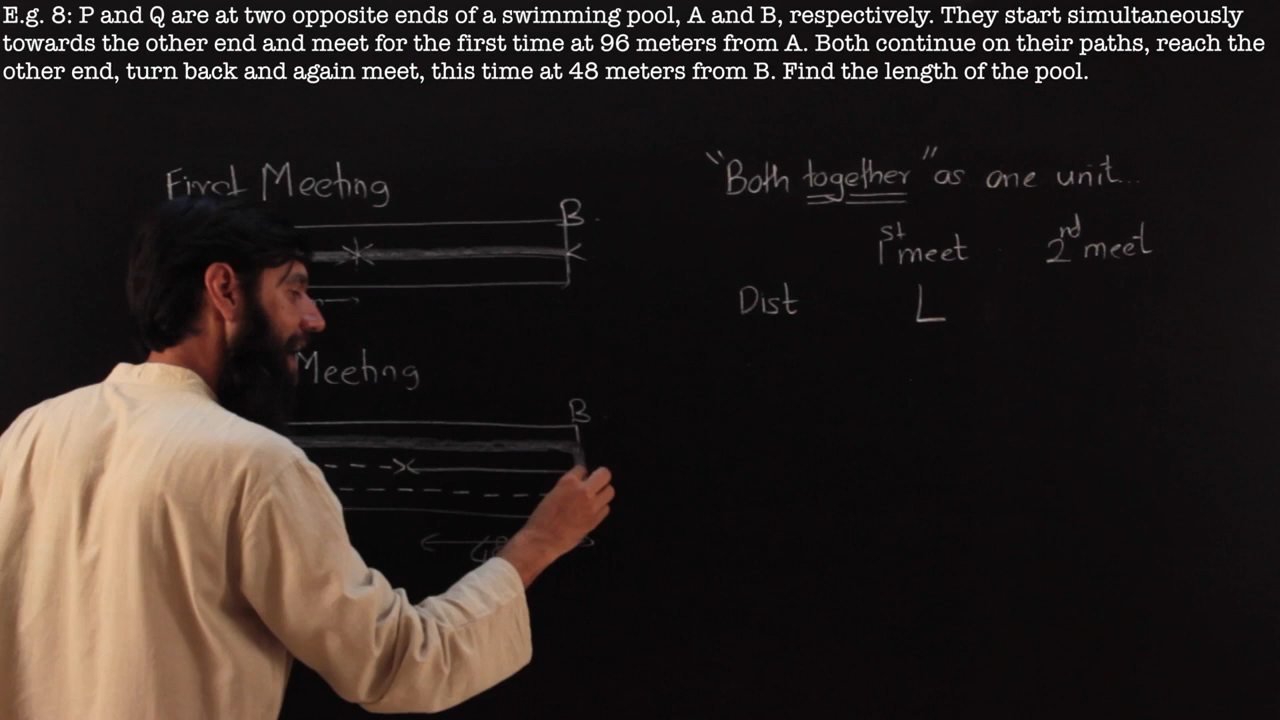 E.g. 8: P and Q are at two opposite ends of a swimming pool, A and B, respectively. They start simultaneously
towards the other end and meet for the first time at 96 meters from A. Both continue on their paths, reach the
other end, turn back and again meet, this time at 48 meters from B. Find the length of the pool.
First Meeting
B
Meeting
B
48
"Both together" as one unit..
1st meet 2nd meet
Dist L